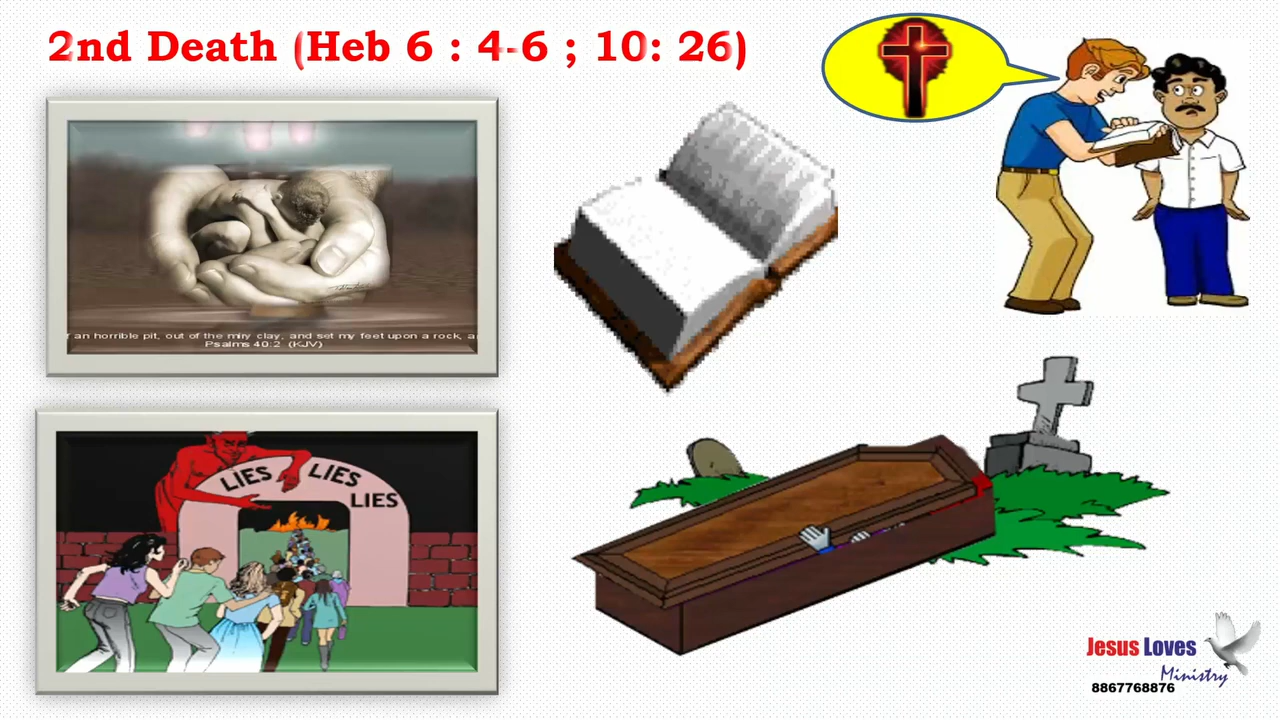 2nd Death (Heb 6 : 4-6 ; 10: 26)
an horrible pit, out of the miry clay, and set my feet upon a rock,
Psalms 40:2 (KJV)
LIES LIES
LIES
Jesus Loves
Ministry
8867768876